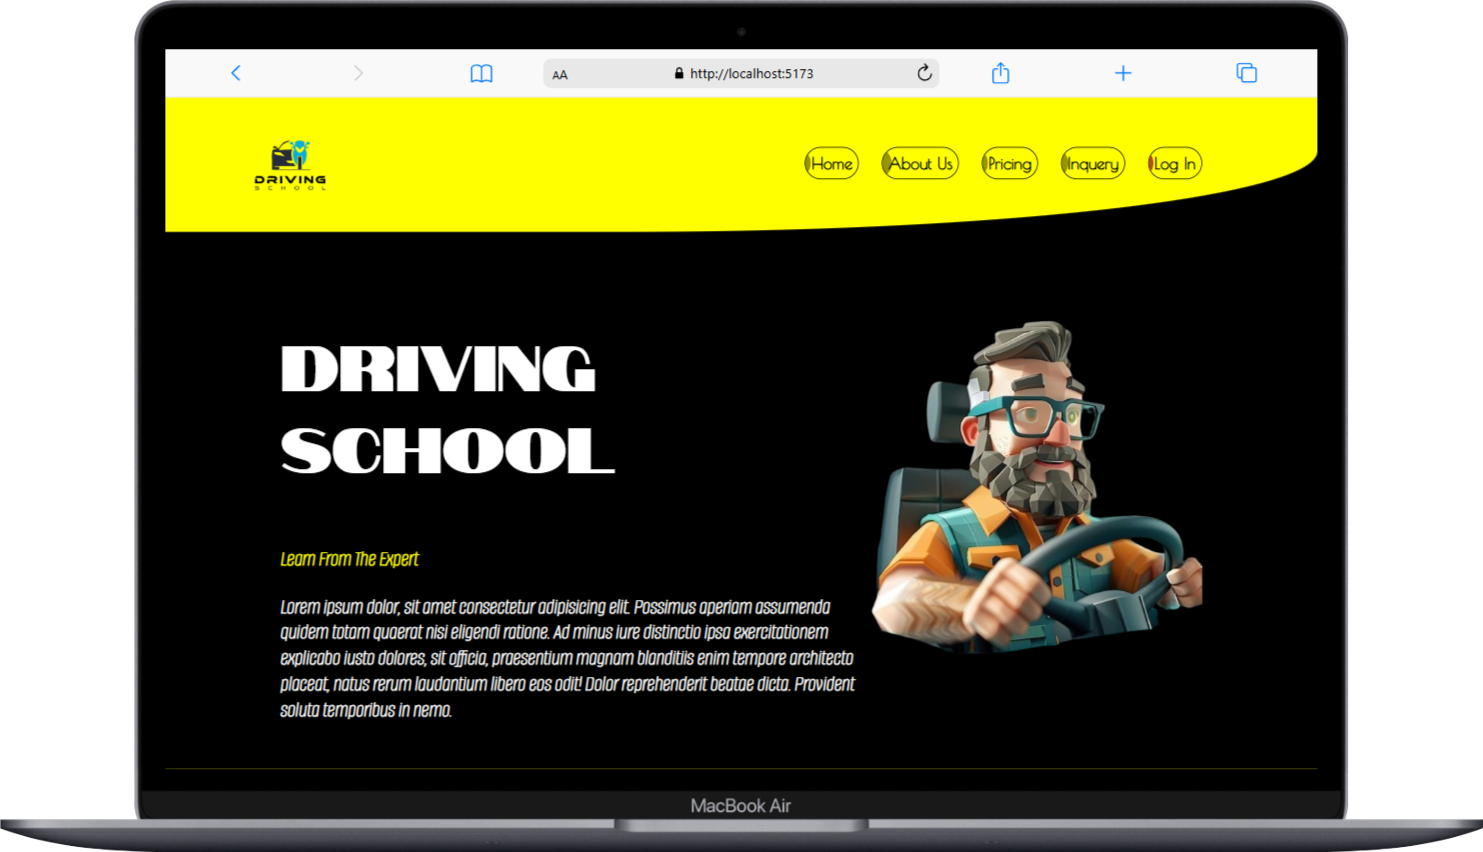 AA
http://localhost:5173
DRIVING
SCHOOL
Home
About Us
Pricing
Inquery
Log In
DRIVING
SCHOOL
Learn From The Expert
Lorem ipsum dolor, sit amet consectetur adipisicing elit. Possimus aperiam assumenda
quidem totam quaerat nisi eligendi ratione. Ad minus iure distinctio ipsa exercitationem
explicabo iusto dolores, sit officia, praesentium magnam blanditiis enim tempore architecto
placeat, natus rerum laudantium libero eos odit! Dolor reprehenderit beatae dicta. Provident
soluta temporibus in nemo.
MacBook Air